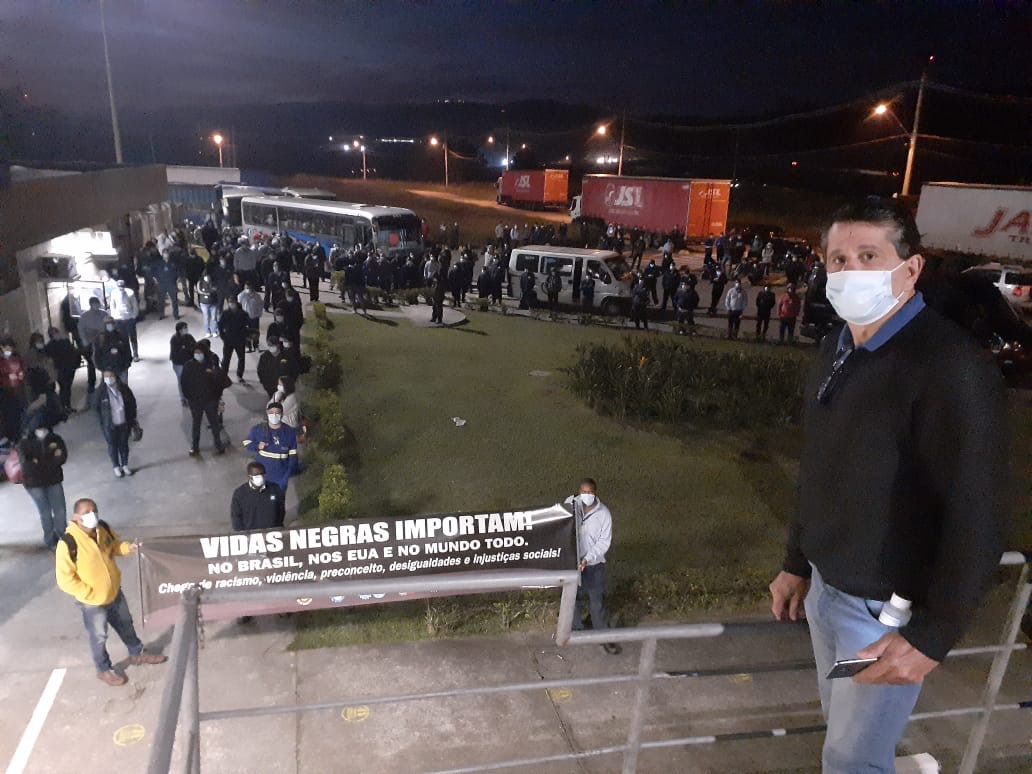 JSL
JSL
VIDAS NEGRAS IMPORTAM!
NO BRASIL, NOS EUA E NO MUNDO TODO.
Chega de racismo, violência, preconceito, desigualdades e injustiças sociais!